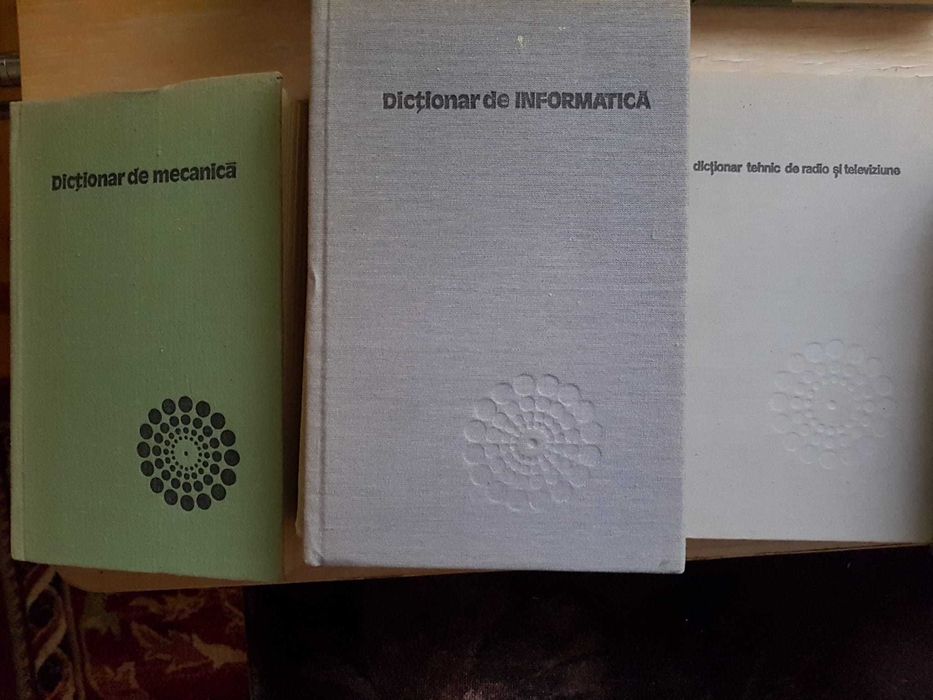 Dicționar de mecanică
Dicționar de INFORMATICĂ
dicționar tehnic de radio și televiziune